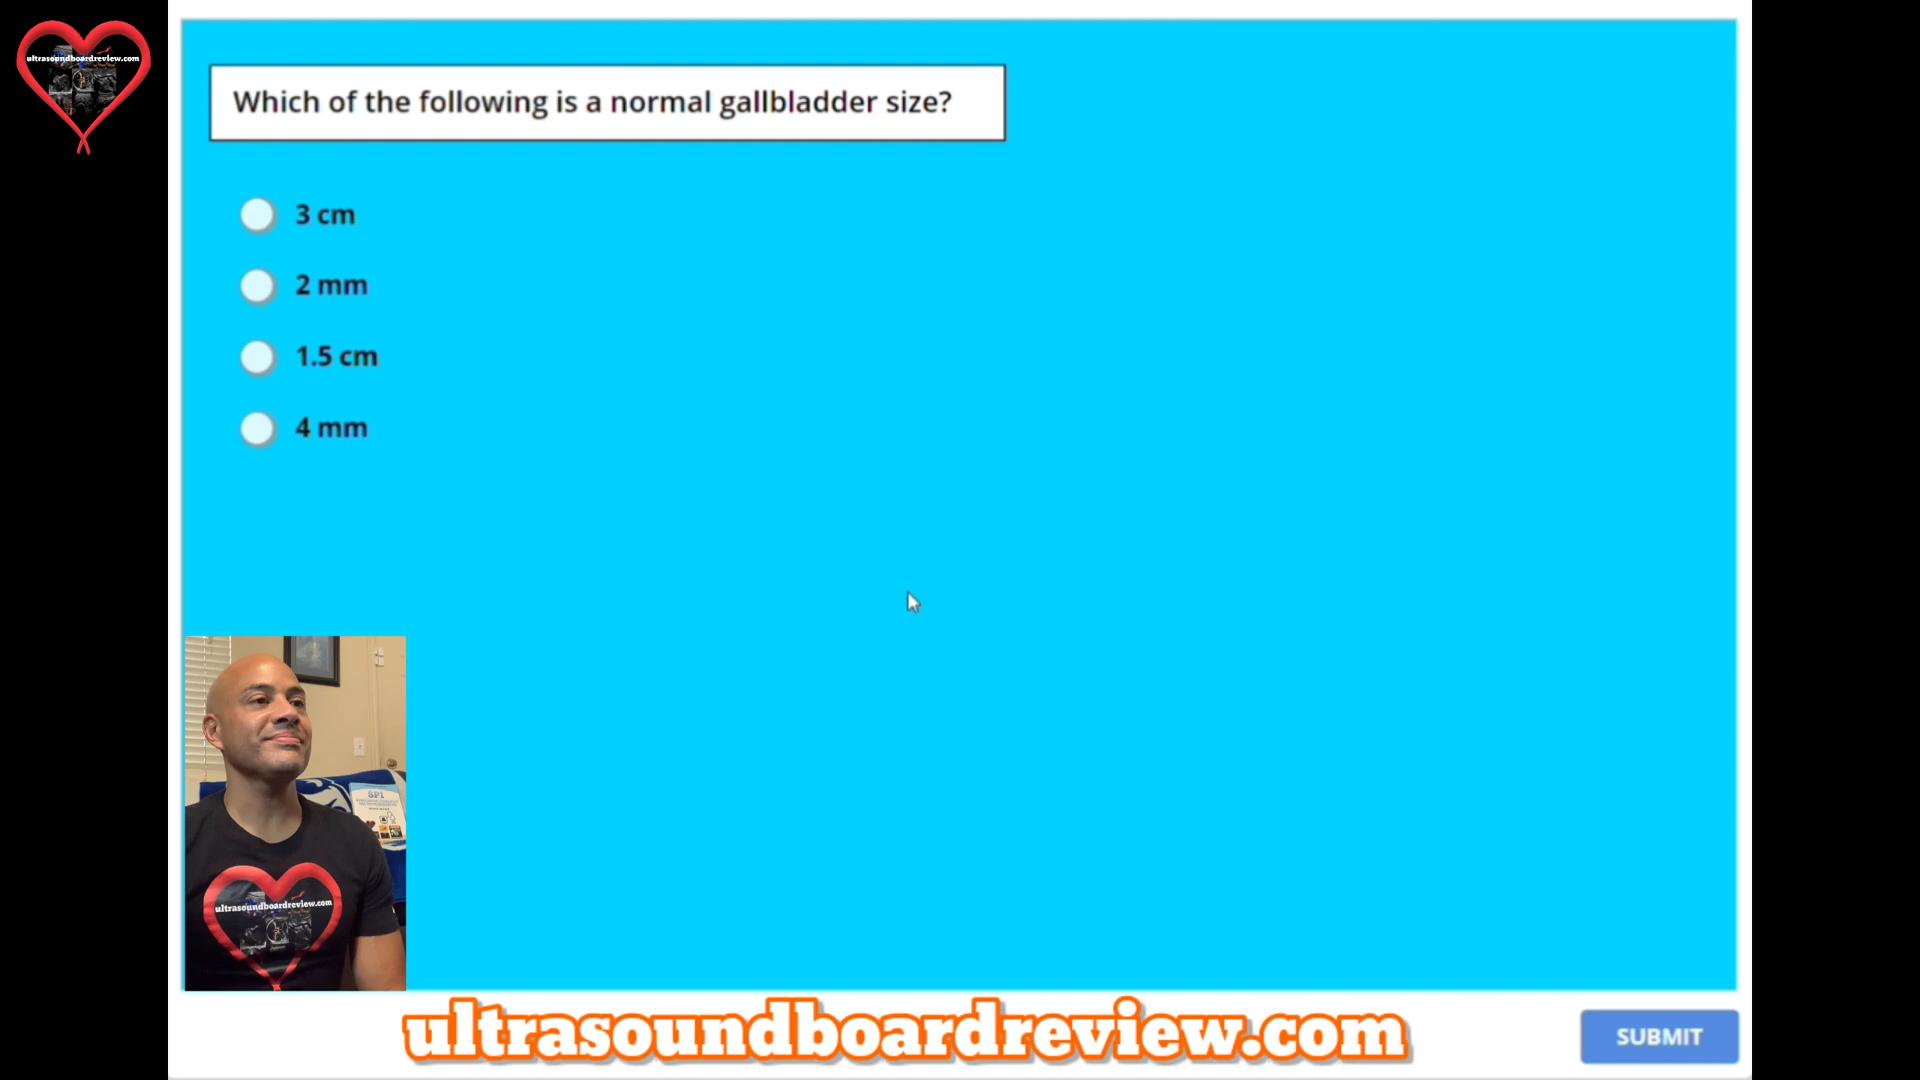 ultrasoundboardreview.com
Which of the following is a normal gallbladder size?
3 cm
2 mm
1.5 cm
4 mm
SPI
ultrasoundboardreview.com
ultrasoundboardreview.com
SUBMIT